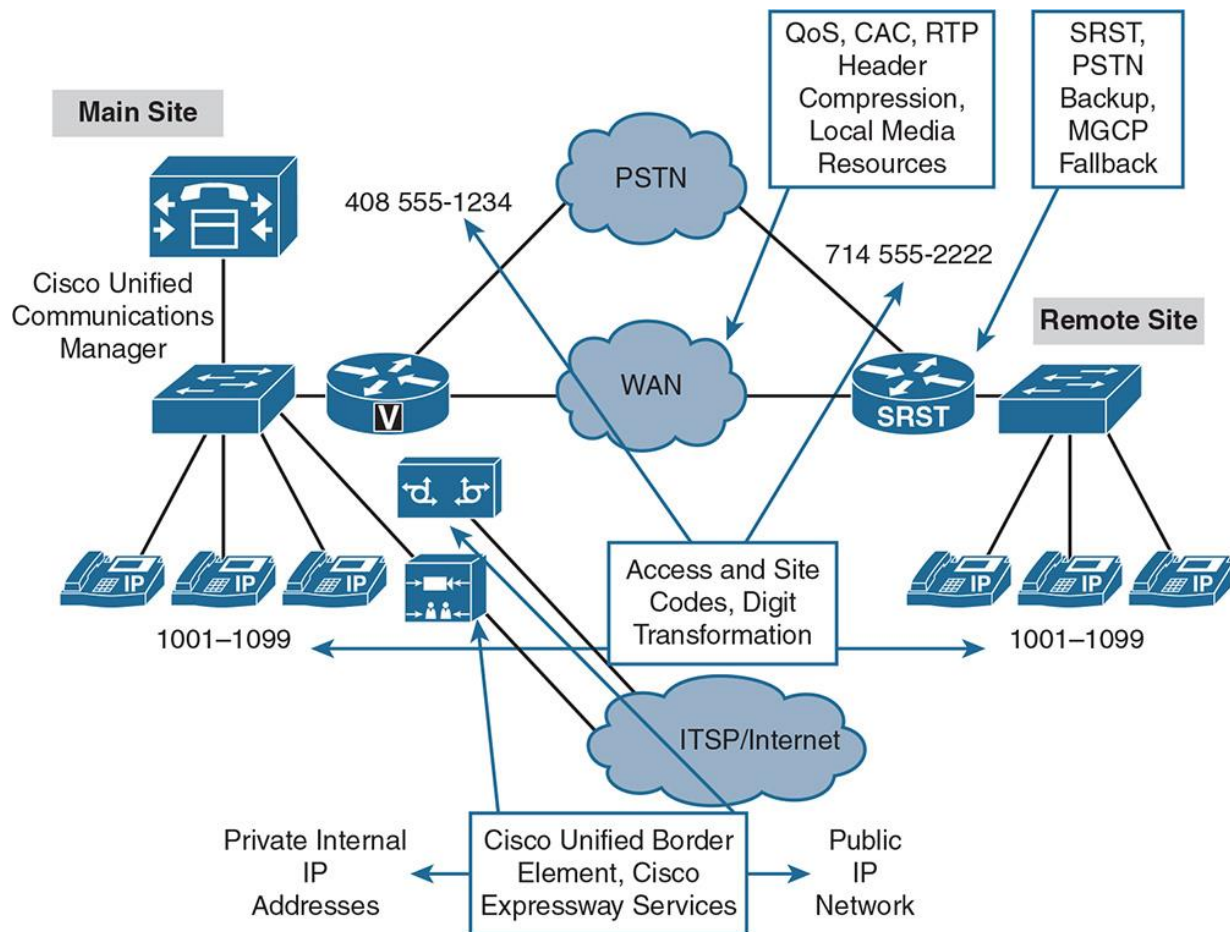 QoS, CAC, RTP
Header
Compression,
Local Media
Resources
SRST,
PSTN
Backup,
MGCP
Fallback
Main Site
PSTN
408 555-1234
714 555-2222
Cisco Unified
Communications
Manager
Remote Site
WAN
V
SRST
IP
IP
IP
IP
IP
IP
Access and Site
Codes, Digit
Transformation
1001–1099
1001–1099
ITSP/Internet
Private Internal
IP
Addresses
Cisco Unified Border
Element, Cisco
Expressway Services
Public
IP
Network